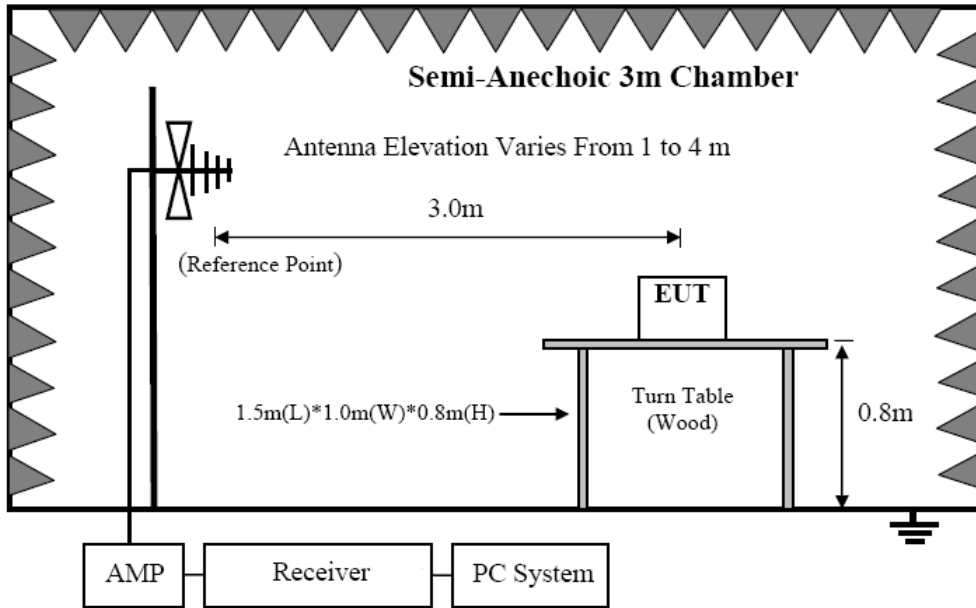 Semi-Anechoic 3m Chamber
Antenna Elevation Varies From 1 to 4 m
3.0m
(Reference Point)
EUT
1.5m(L)*1.0m(W)*0.8m(H)
Turn Table
(Wood)
0.8m
AMP
Receiver
PC System